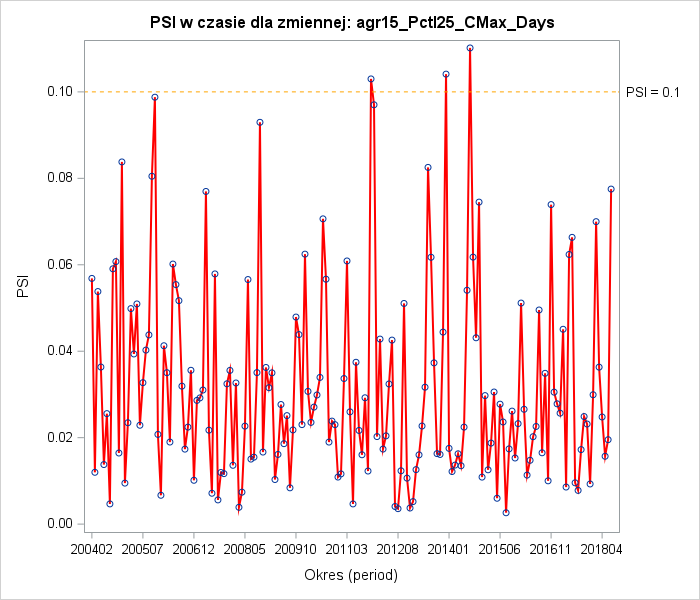 PSI w czasie dla zmiennej: agr15_Pctl25_CMax_Days
0.10
PSI = 0.1
0.08
0.06
PSI
0.04
0.02
0.00
200402 200507 200612 200805 200910 201103 201208 201401 201506 201611 201804
Okres (period)